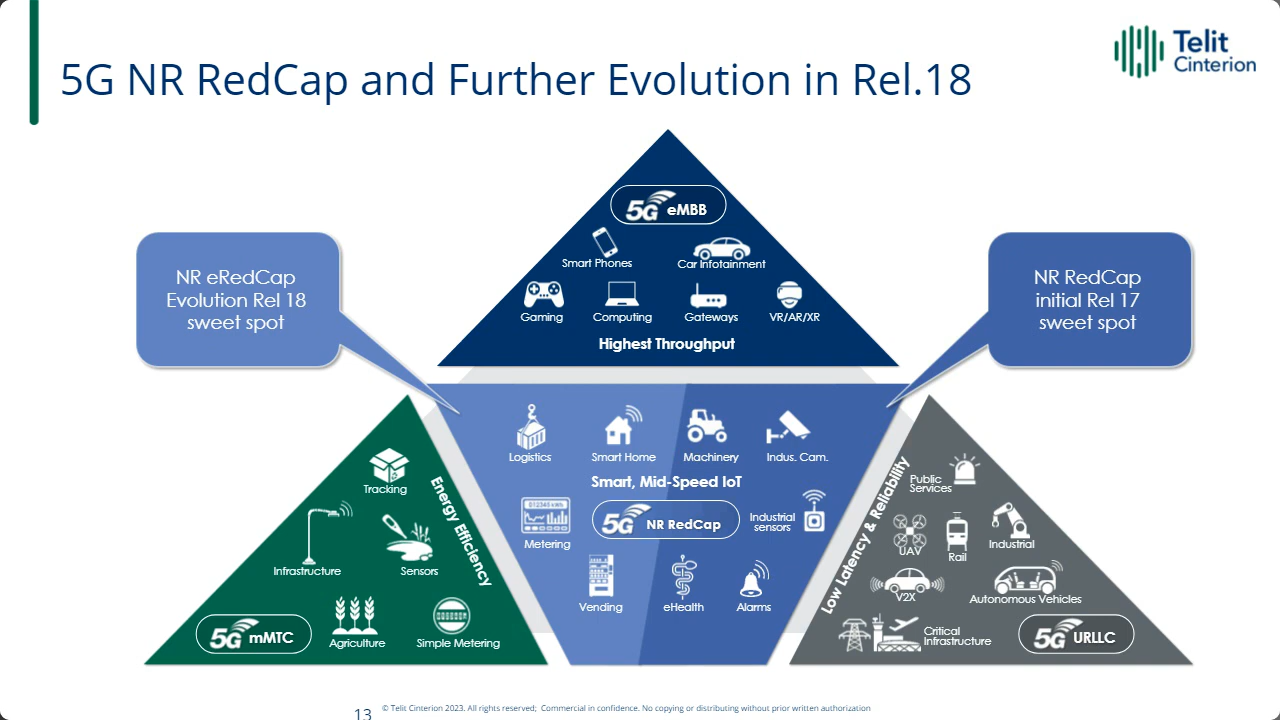 5G NR RedCap and Further Evolution in Rel.18
Telit
Cinterion
5G eMBB
Smart Phones
Car Infotainment
Gaming
Computing
Gateways
VR/AR/XR
Highest Throughput
NR eRedCap
Evolution Rel 18
sweet spot
NR RedCap
initial Rel 17
sweet spot
Tracking
Energy Efficiency
Infrastructure
Sensors
5G mMTC
Agriculture
Simple Metering
Logistics
Smart Home
Machinery
Indus. Cam.
Smart, Mid-Speed IoT
012345 kWh
Metering
5G NR RedCap
Industrial
sensors
Vending
eHealth
Alarms
Low Latency & Reliability
Public
Services
UAV
Rail
Industrial
V2X
Autonomous Vehicles
Critical
Infrastructure
5G URLLC
13
© Telit Cinterion 2023. All rights reserved; Commercial in confidence. No copying or distributing without prior written authorization